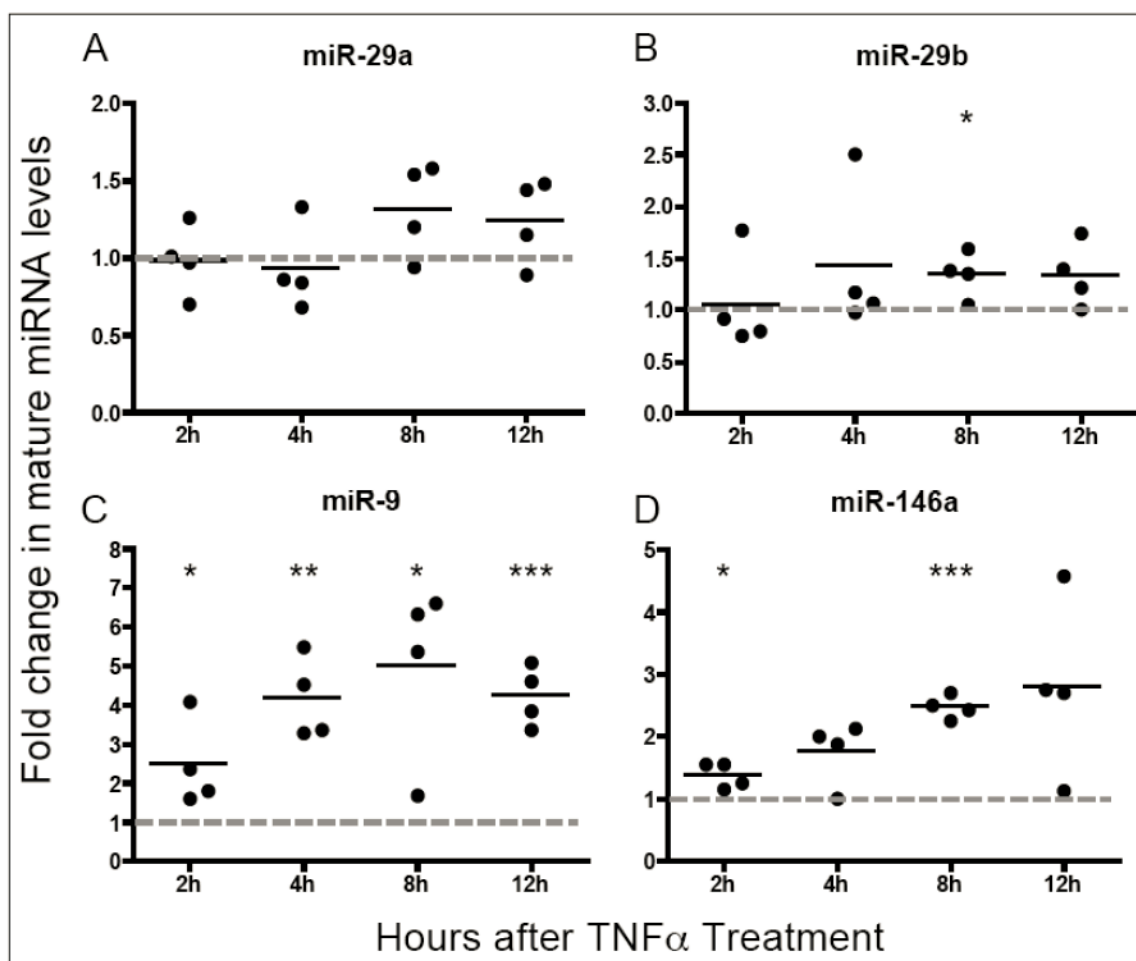 Fold change in mature miRNA levels
A
miR-29a
2.0
1.5
1.0
0.5
0.0
2h 4h 8h 12h
B
miR-29b
*
3.0
2.5
2.0
1.5
1.0
0.5
0.0
2h 4h 8h 12h
C
miR-9
* ** * ***
8
7
6
5
4
3
2
1
0
2h 4h 8h 12h
D
miR-146a
* ***
5
4
3
2
1
0
2h 4h 8h 12h
Hours after TNFα Treatment